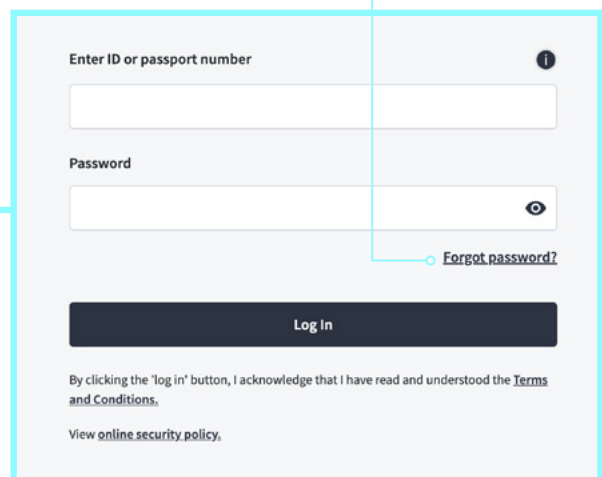 Enter ID or passport number
Password
Forgot password?
Log In
By clicking the 'log in' button, I acknowledge that I have read and understood the Terms
and Conditions.
View online security policy.